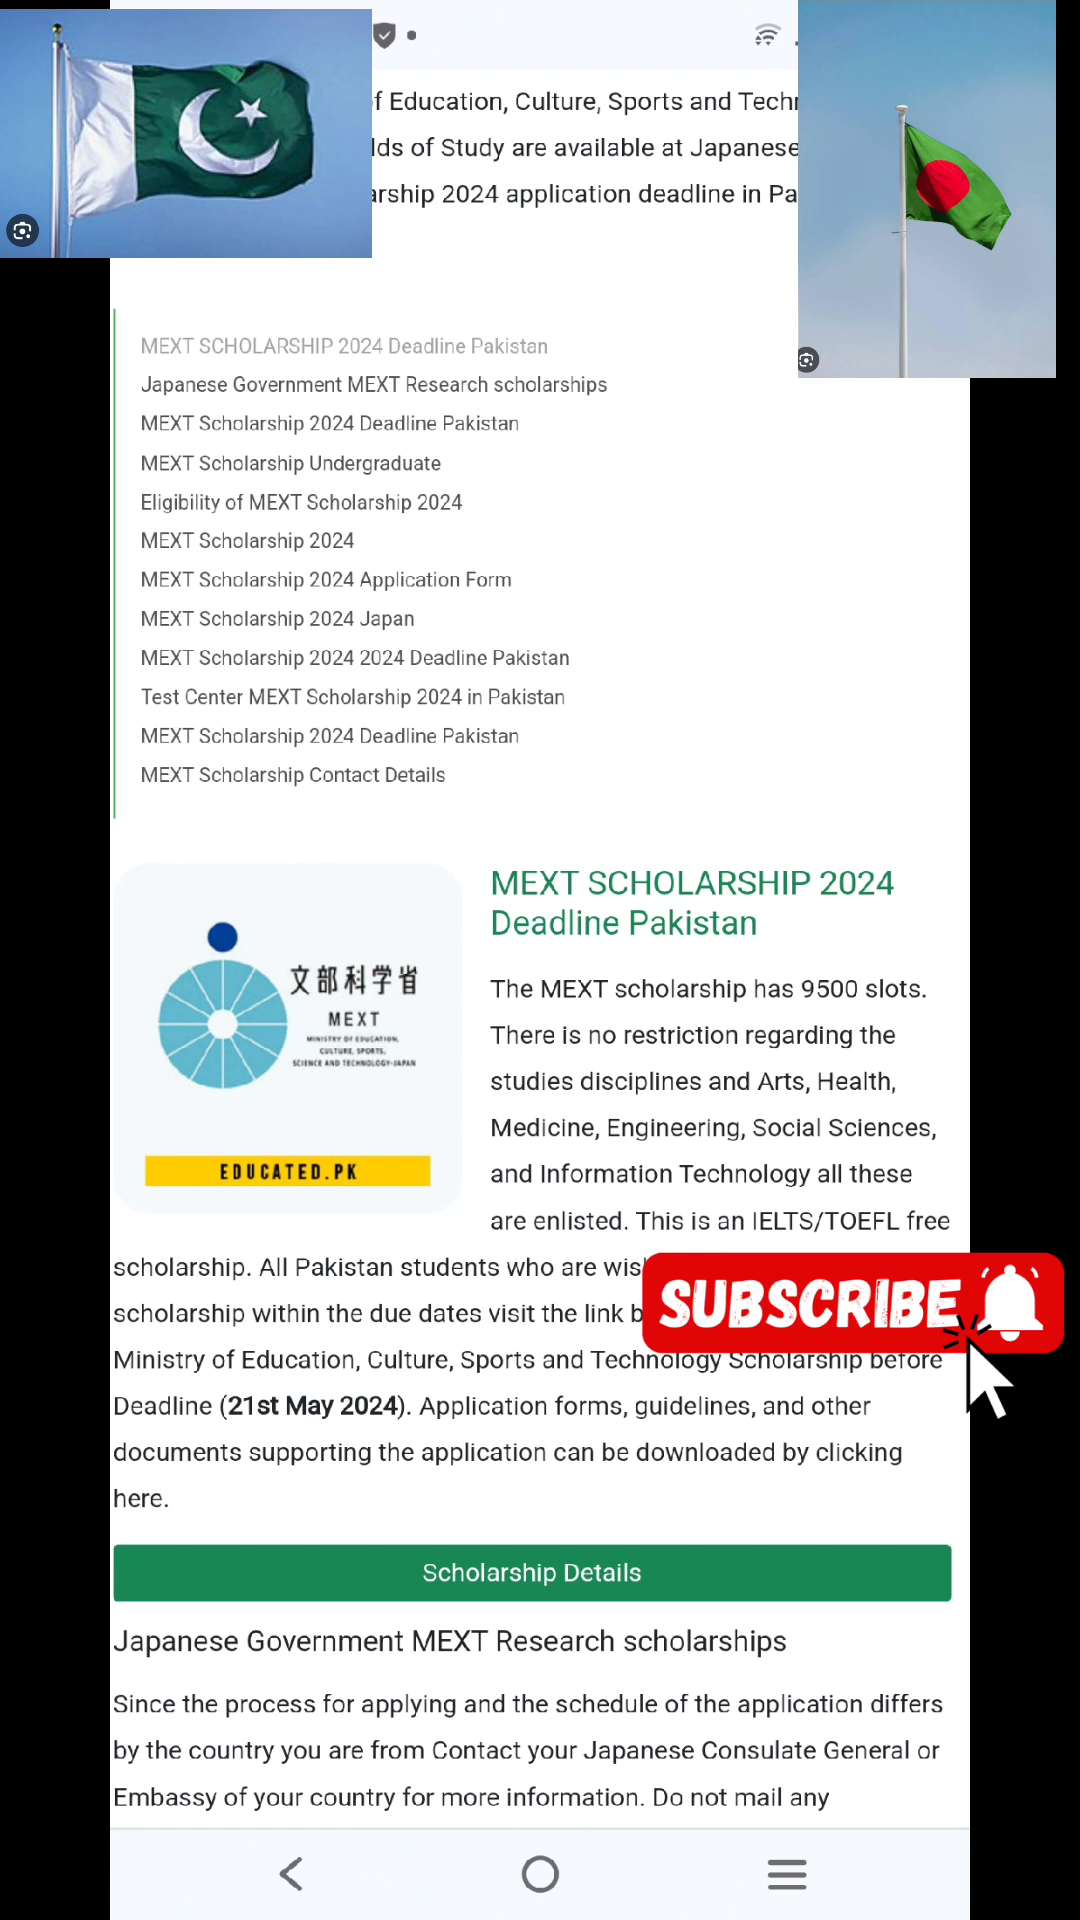 f Education, Culture, Sports and Techn
lds of Study are available at Japanese
arship 2024 application deadline in Pa
MEXT SCHOLARSHIP 2024 Deadline Pakistan
Japanese Government MEXT Research scholarships
MEXT Scholarship 2024 Deadline Pakistan
MEXT Scholarship Undergraduate
Eligibility of MEXT Scholarship 2024
MEXT Scholarship 2024
MEXT Scholarship 2024 Application Form
MEXT Scholarship 2024 Japan
MEXT Scholarship 2024 2024 Deadline Pakistan
Test Center MEXT Scholarship 2024 in Pakistan
MEXT Scholarship 2024 Deadline Pakistan
MEXT Scholarship Contact Details
文部科学省
MEXT
MINISTRY OF EDUCATION,
CULTURE, SPORTS,
SCIENCE AND TECHNOLOGY-JAPAN
EDUCATED.PK
MEXT SCHOLARSHIP 2024
Deadline Pakistan
The MEXT scholarship has 9500 slots.
There is no restriction regarding the
studies disciplines and Arts, Health,
Medicine, Engineering, Social Sciences,
and Information Technology all these
are enlisted. This is an IELTS/TOEFL free
scholarship. All Pakistan students who are wis
scholarship within the due dates visit the link b
SUBSCRIBE
Ministry of Education, Culture, Sports and Technology Scholarship before
Deadline (21st May 2024). Application forms, guidelines, and other
documents supporting the application can be downloaded by clicking
here.
Scholarship Details
Japanese Government MEXT Research scholarships
Since the process for applying and the schedule of the application differs
by the country you are from Contact your Japanese Consulate General or
Embassy of your country for more information. Do not mail any